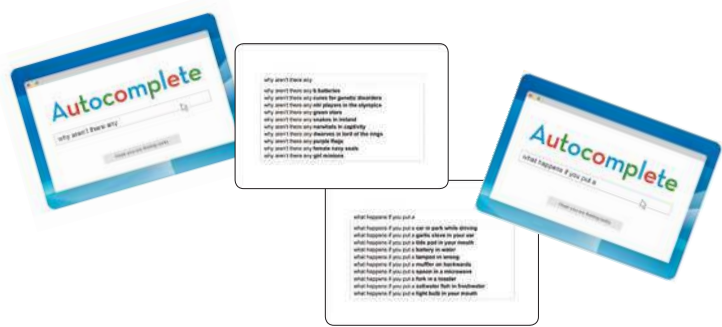 Autocomplete
why aren't there any
why aren't there any
why aren't there any b batteries
why aren't there any cures for genetic disorders
why aren't there any nhl players in the olympics
why aren't there any green stars
why aren't there any snakes in ireland
why aren't there any narwhals in captivity
why aren't there any dwarves in lord of the rings
why aren't there any purple flags
why aren't there any female navy seals
why aren't there any girl minions
Autocomplete
what happens if you put a
what happens if you put a
what happens if you put a car in park while driving
what happens if you put a garlic clove in your ear
what happens if you put a tide pod in your mouth
what happens if you put a battery in water
what happens if you put a tampon in wrong
what happens if you put a muffler on backwards
what happens if you put a spoon in a microwave
what happens if you put a fork in a toaster
what happens if you put a saltwater fish in freshwater
what happens if you put a light bulb in your mouth